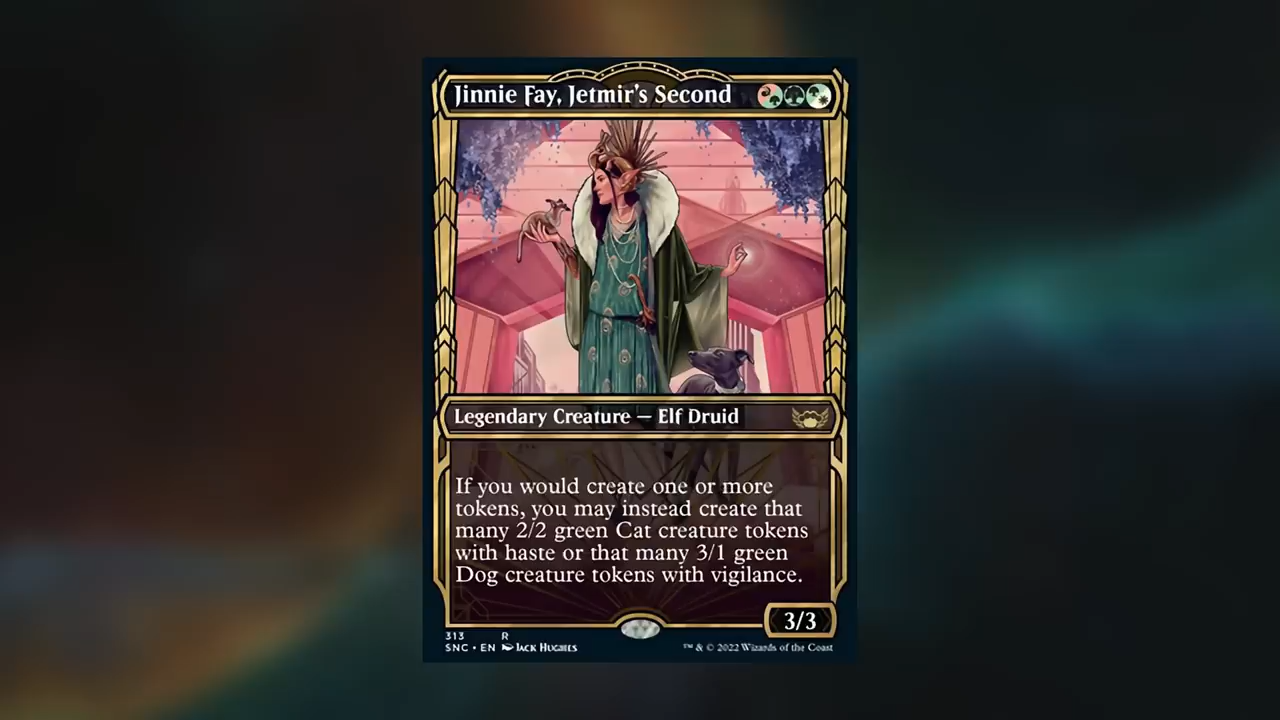 Jinnie Fay, Jetmir's Second
Legendary Creature — Elf Druid
If you would create one or more
tokens, you may instead create that
many 2/2 green Cat creature tokens
with haste or that many 3/1 green
Dog creature tokens with vigilance.
3/3
313 R
SNC • EN Jack Hughes
™ & © 2022 Wizards of the Coast